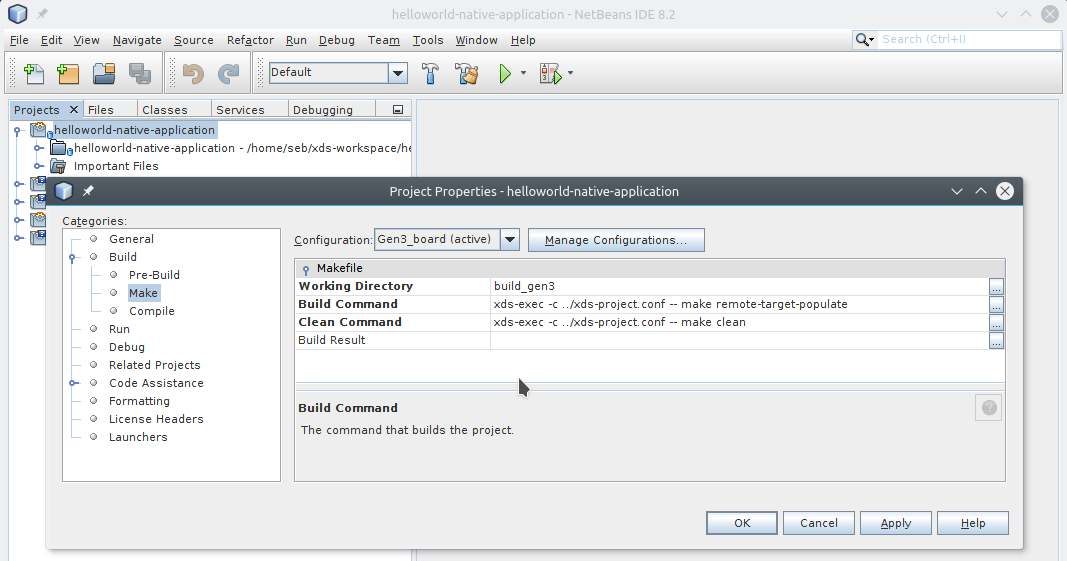 helloworld-native-application - NetBeans IDE 8.2
File Edit View Navigate Source Refactor Run Debug Team Tools Window Help
Search (Ctrl+I)
Default
Projects Files Classes Services Debugging
helloworld-native-application
helloworld-native-application - /home/seb/xds-workspace/he
Important Files
Project Properties - helloworld-native-application
Categories:
General
Build
Pre-Build
Make
Compile
Run
Debug
Related Projects
Code Assistance
Formatting
License Headers
Launchers
Configuration: Gen3_board (active) Manage Configurations...
Makefile
Working Directory build_gen3 ...
Build Command xds-exec -c ../xds-project.conf -- make remote-target-populate ...
Clean Command xds-exec -c ../xds-project.conf -- make clean ...
Build Result ...
Build Command
The command that builds the project.
OK Cancel Apply Help